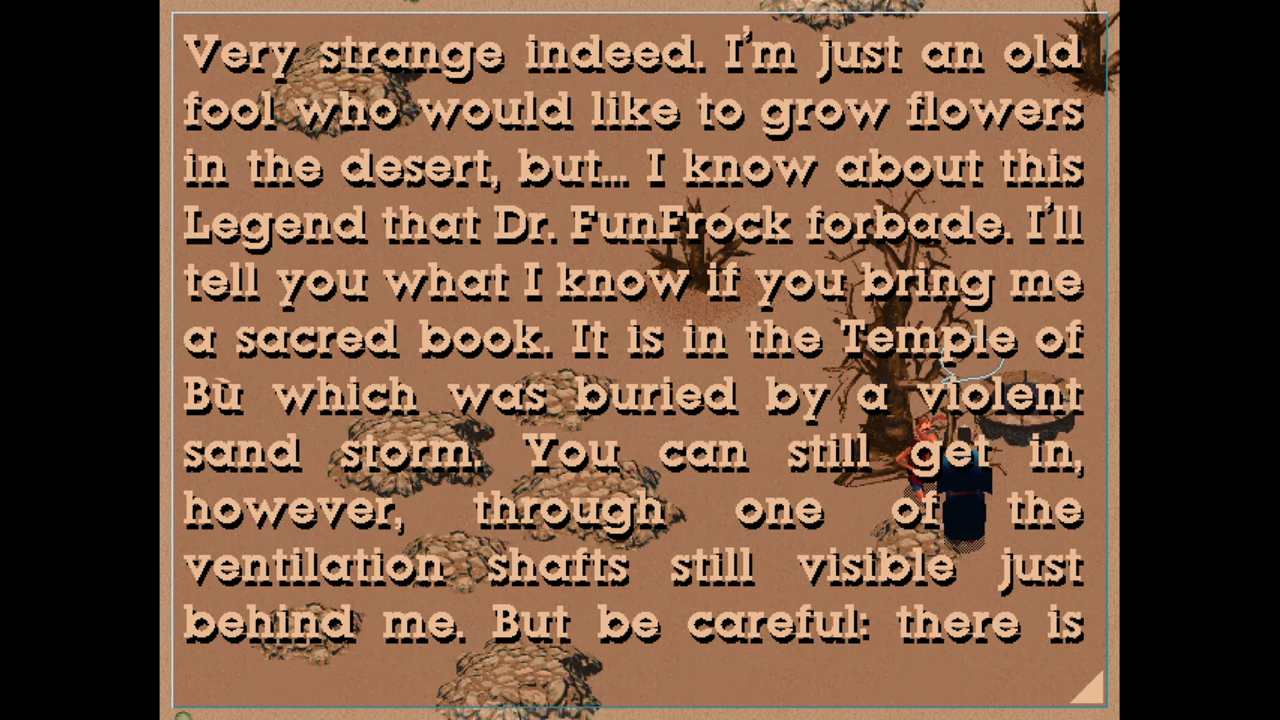 Very strange indeed. I'm just an old
fool who would like to grow flowers
in the desert, but... I know about this
Legend that Dr. FunFrock forbade. I'll
tell you what I know if you bring me
a sacred book. It is in the Temple of
Bù which was buried by a violent
sand storm. You can still get in,
however, through one of the
ventilation shafts still visible just
behind me. But be careful: there is